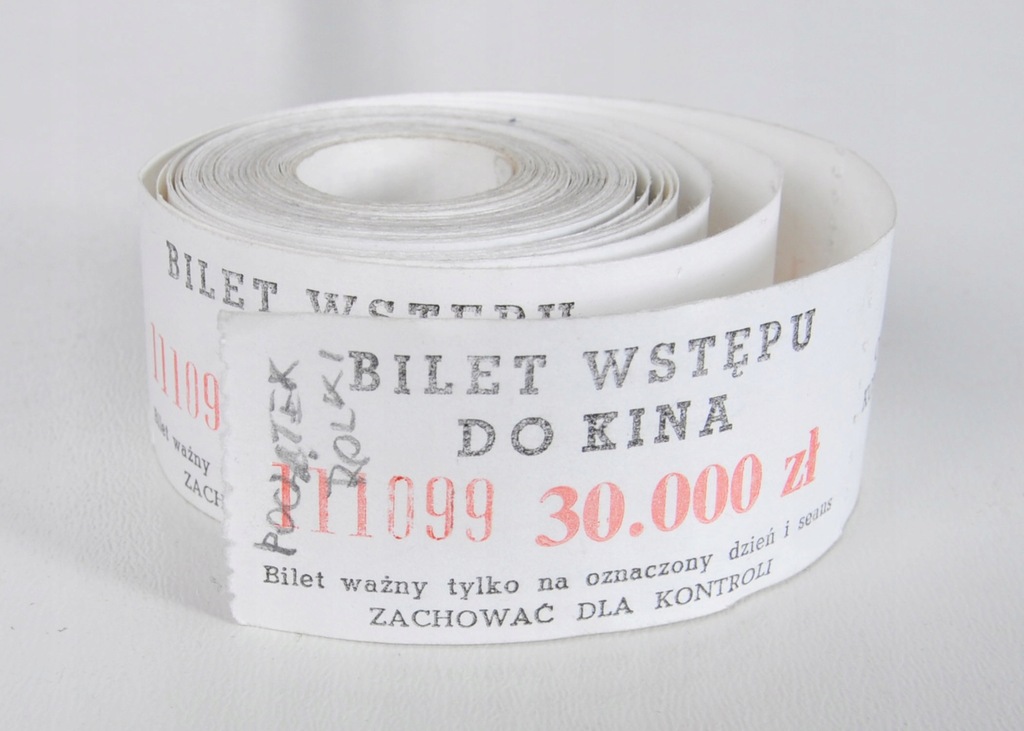 BILET WSTĘPU
DO KINA
111099 30.000 zł
Bilet ważny tylko na oznaczony dzień i seans
ZACHOWAĆ DLA KONTROLI
POCZĄTEK
ROLKI
BILET WSTĘPU
11109
Bilet ważny
ZACH